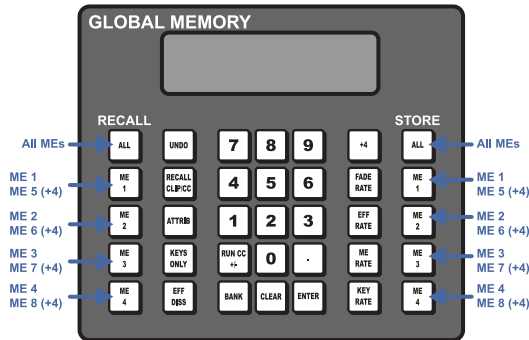 GLOBAL MEMORY
RECALL STORE
All MEs ALL UNDO 7 8 9 +4 ALL All MEs
ME 1
ME 5 (+4)
ME
1
RECALL
CLIP/CC
4 5 6
FADE
RATE
ME
1
ME 1
ME 5 (+4)
ME 2
ME 6 (+4)
ME
2
ATTRIB
1 2 3
EFF
RATE
ME
2
ME 2
ME 6 (+4)
ME 3
ME 7 (+4)
ME
3
KEYS
ONLY
RUN CC
+/-
0 .
ME
RATE
ME
3
ME 3
ME 7 (+4)
ME 4
ME 8 (+4)
ME
4
EFF
DISS
BANK CLEAR ENTER
KEY
RATE
ME
4
ME 4
ME 8 (+4)